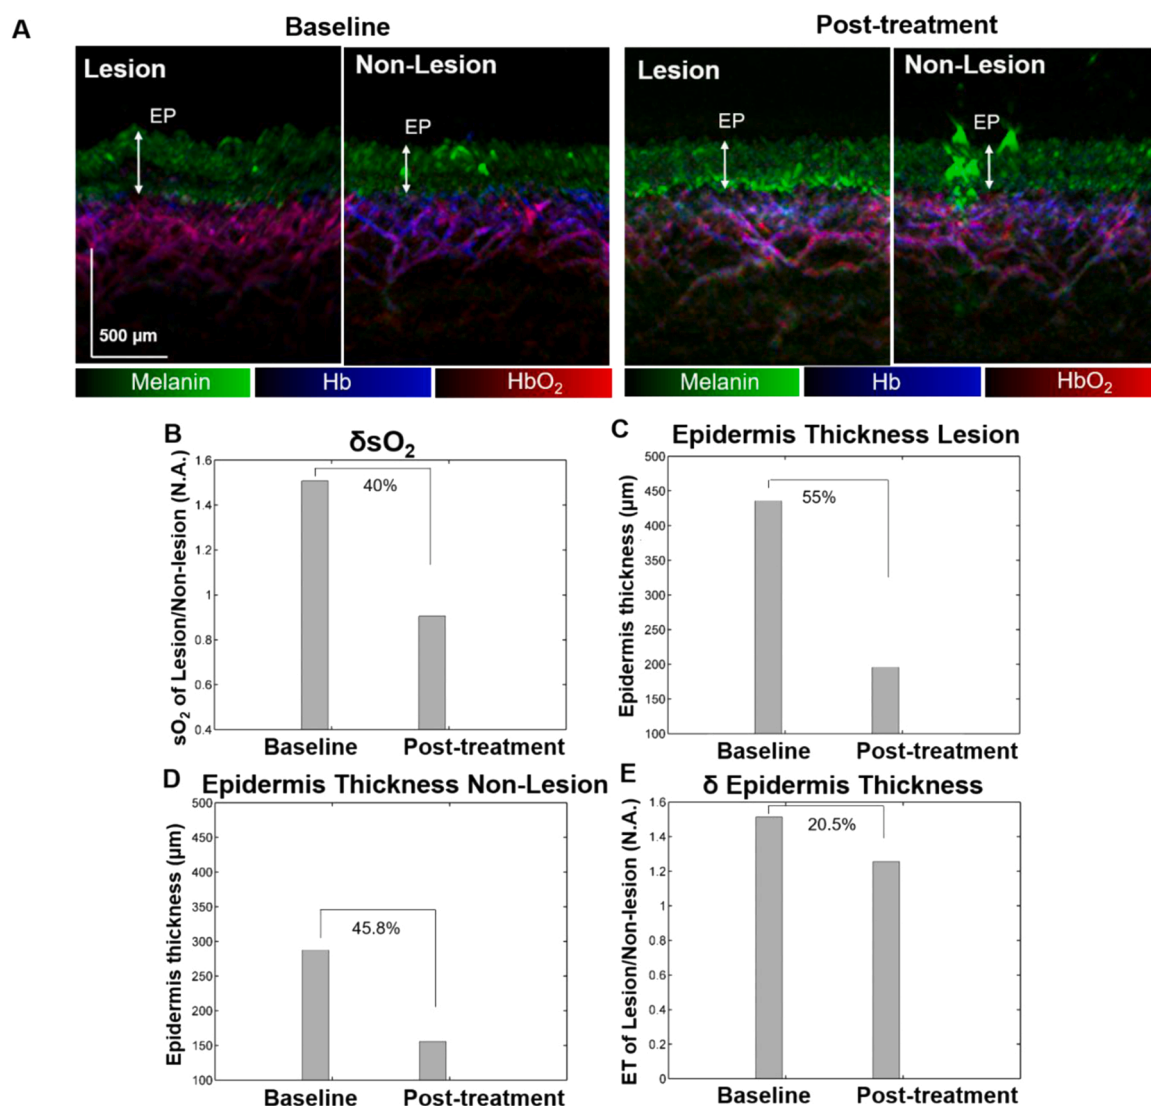 A
Baseline
Post-treatment
Lesion
Non-Lesion
Lesion
Non-Lesion
EP
EP
EP
EP
500 µm
Melanin
Hb
HbO2
Melanin
Hb
HbO2
B
δsO2
sO2 of Lesion/Non-lesion (N.A.)
1.6
1.4
1.2
1
0.8
0.6
0.4
40%
Baseline
Post-treatment
C
Epidermis Thickness Lesion
Epidermis thickness (µm)
500
450
400
350
300
250
200
150
100
55%
Baseline
Post-treatment
D
Epidermis Thickness Non-Lesion
Epidermis thickness (µm)
500
450
400
350
300
250
200
150
100
45.8%
Baseline
Post-treatment
E
δ Epidermis Thickness
ET of Lesion/Non-lesion (N.A.)
1.6
1.4
1.2
1
0.8
0.6
0.4
0.2
0
20.5%
Baseline
Post-treatment